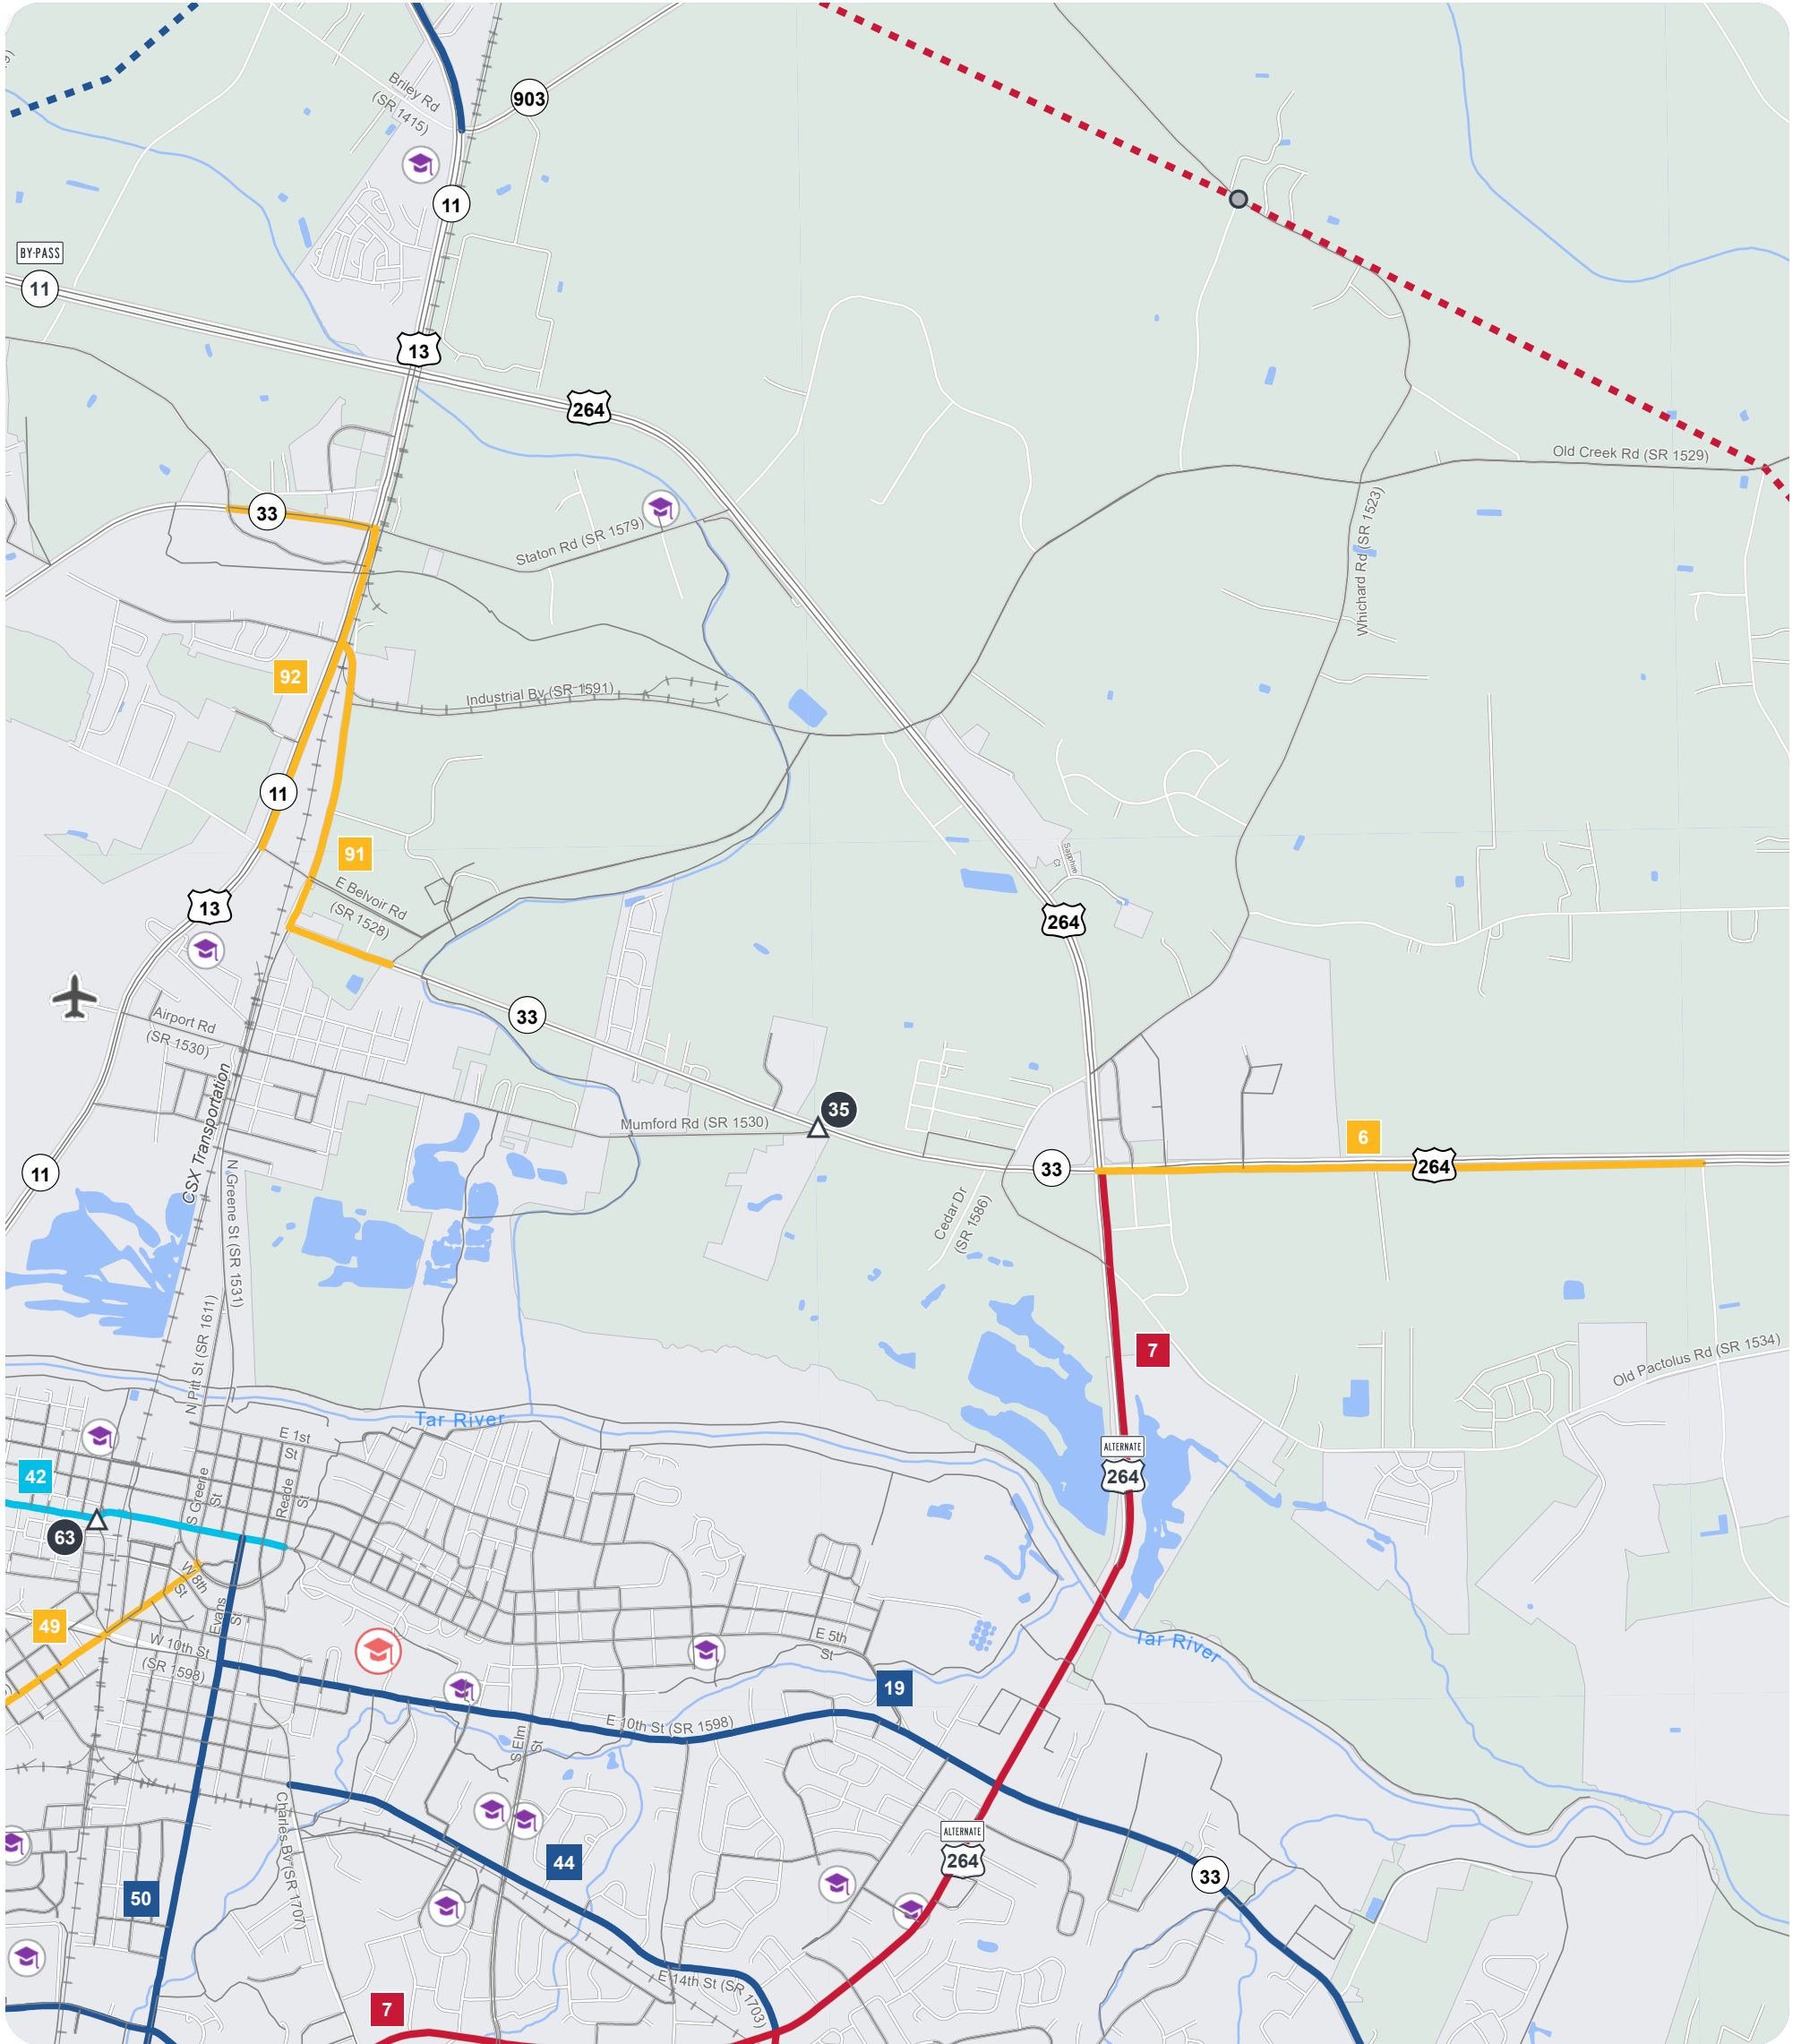 Briley Rd
(SR 1415)
903
11
BY-PASS
11
13
264
Old Creek Rd (SR 1529)
33
Staton Rd (SR 1579)
Whichard Rd (SR 1523)
92
Industrial Bv (SR 1591)
11
91
Sapphire
Ct
E Belvoir Rd
(SR 1528)
13
264
Airport Rd
(SR 1530)
33
CSX Transportation
35
Mumford Rd (SR 1530)
6
33
264
11
N Greene St (SR 1531)
Cedar Dr
(SR 1586)
N Pitt St (SR 1611)
7
Old Pactolus Rd (SR 1534)
Tar River
E 1st
St
ALTERNATE
264
42
S Greene
St
Reade
St
63
W 8th
St
49
Evans
St
W 10th St
(SR 1598)
E 5th
St
Tar River
19
E 10th St (SR 1598)
S Elm
St
Charles Bv (SR 1707)
44
ALTERNATE
264
33
50
E 14th St (SR 1703)
7